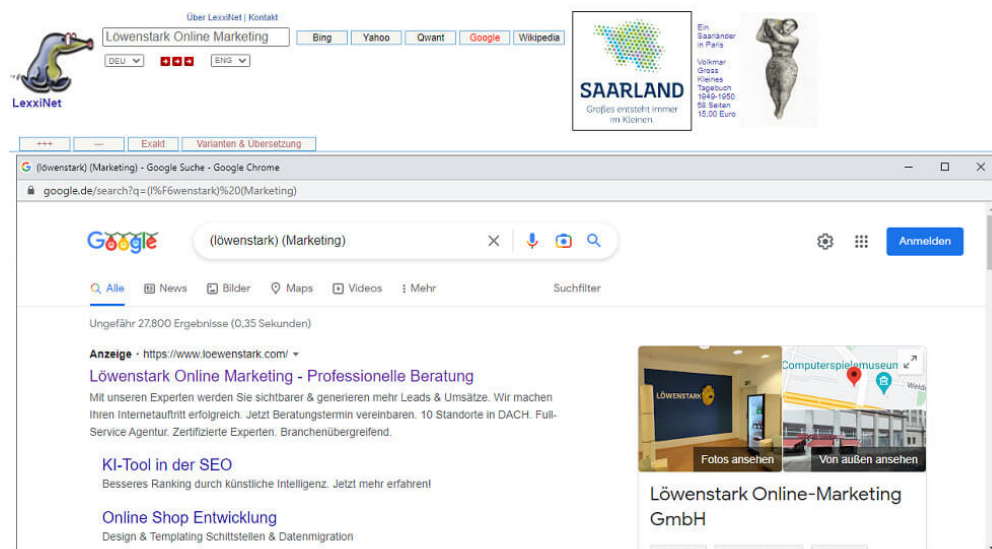 Über LexxiNet | Kontakt
Löwenstark Online Marketing
Bing Yahoo Qwant Google Wikipedia
DEU ENG
LexxiNet
SAARLAND
Großes entsteht immer
im Kleinen.
Ein
Saarländer
in Paris
Volkmar
Gross
Kleines
Tagebuch
1949-1950
58 Seiten
15,00 Euro
+++ --- Exakt Varianten & Übersetzung
(löwenstark) (Marketing) - Google Suche - Google Chrome
google.de/search?q=(l%F6wenstark)%20(Marketing)
Google
(löwenstark) (Marketing)
Anmelden
Alle News Bilder Maps Videos Mehr Suchfilter
Ungefähr 27.800 Ergebnisse (0,35 Sekunden)
Anzeige · https://www.loewenstark.com/
Löwenstark Online Marketing - Professionelle Beratung
Mit unseren Experten werden Sie sichtbarer & generieren mehr Leads & Umsätze. Wir machen
Ihren Internetauftritt erfolgreich. Jetzt Beratungstermin vereinbaren. 10 Standorte in DACH. Full-
Service Agentur. Zertifizierte Experten. Branchenübergreifend.
KI-Tool in der SEO
Besseres Ranking durch künstliche Intelligenz. Jetzt mehr erfahren!
Online Shop Entwicklung
Design & Templating Schittstellen & Datenmigration
LÖWENSTARK
Fotos ansehen
Computerspielemuseum
Von außen ansehen
Löwenstark Online-Marketing
GmbH